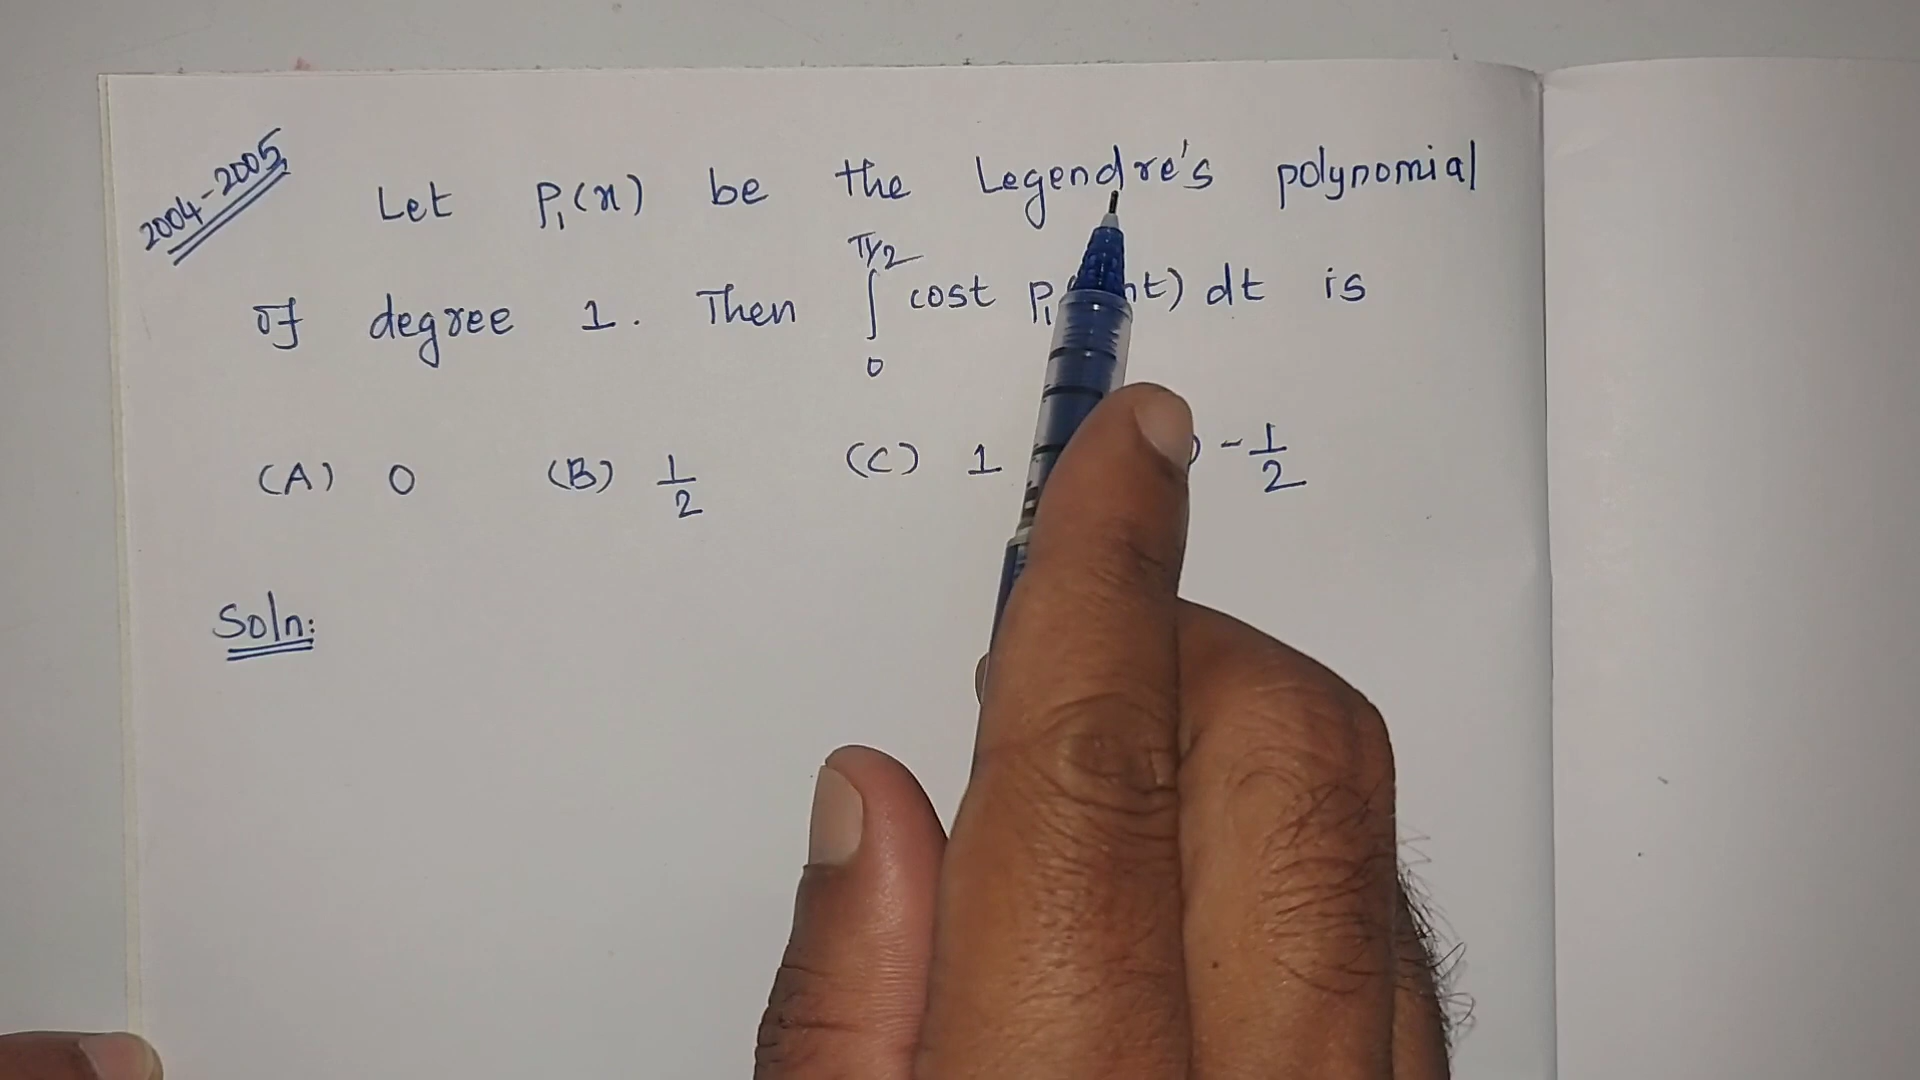 2004-2005
Let P₁(x) be the Legendre's polynomial
of degree 1. Then ∫₀^π/2 cost P₁( nt) dt is
(A) 0 (B) 1/2 (C) 1 ) -1/2
Soln: